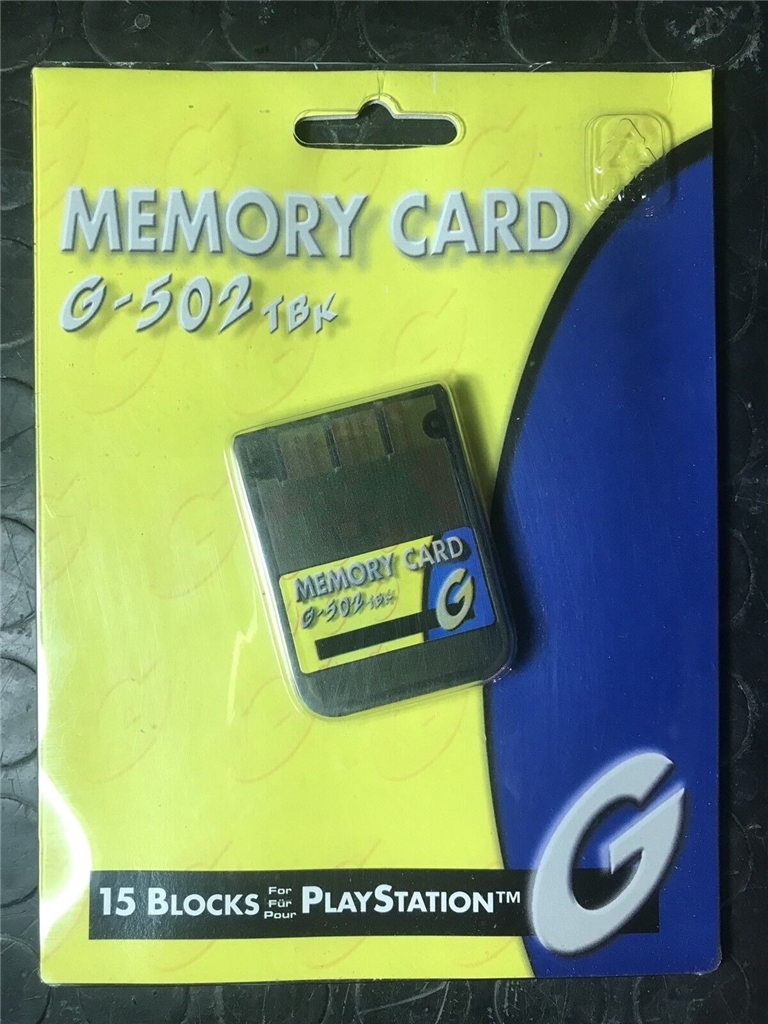 MEMORY CARD
G-502 TBK
MEMORY CARD
G-502 TBK
G
15 BLOCKS For Für Pour PLAYSTATION™
G